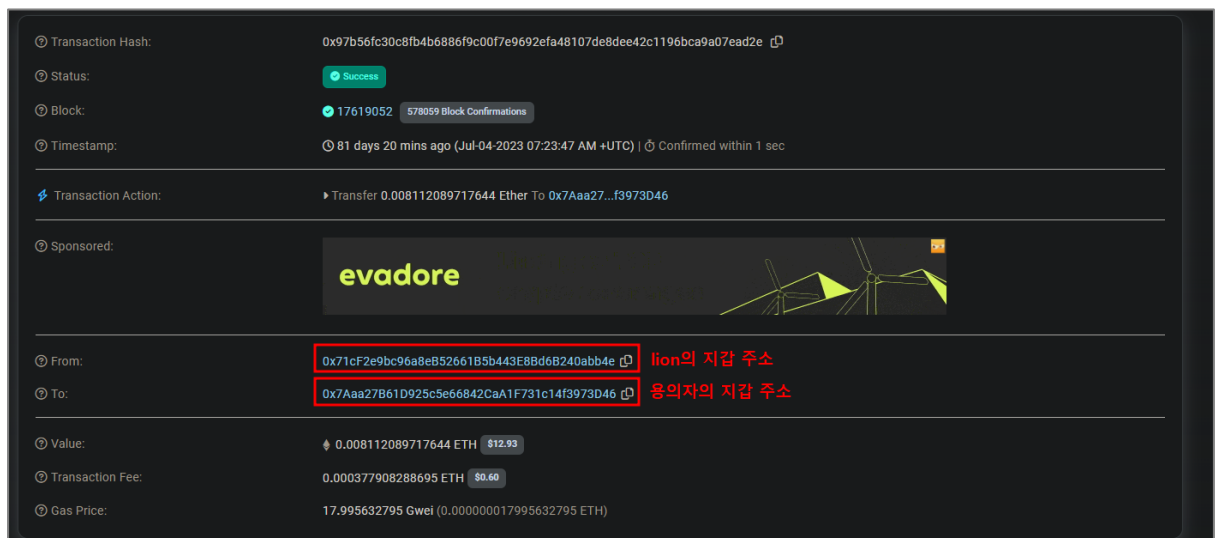 Transaction Hash: 0x97b56fc30c8fb4b6886f9c00f7e9692efa48107de8dee42c1196bca9a07ead2e
Status: Success
Block: 17619052 578059 Block Confirmations
Timestamp: 81 days 20 mins ago (Jul-04-2023 07:23:47 AM +UTC) | Confirmed within 1 sec
Transaction Action: Transfer 0.008112089717644 Ether To 0x7Aaa27...f3973D46
Sponsored:
evadore
From: 0x71cF2e9bc96a8eB52661B5b443E8Bd6B240abb4e lion의 지갑 주소
To: 0x7Aaa27B61D925c5e66842CaA1F731c14f3973D46 용의자의 지갑 주소
Value: 0.008112089717644 ETH $12.93
Transaction Fee: 0.000377908288695 ETH $0.60
Gas Price: 17.995632795 Gwei (0.000000017995632795 ETH)